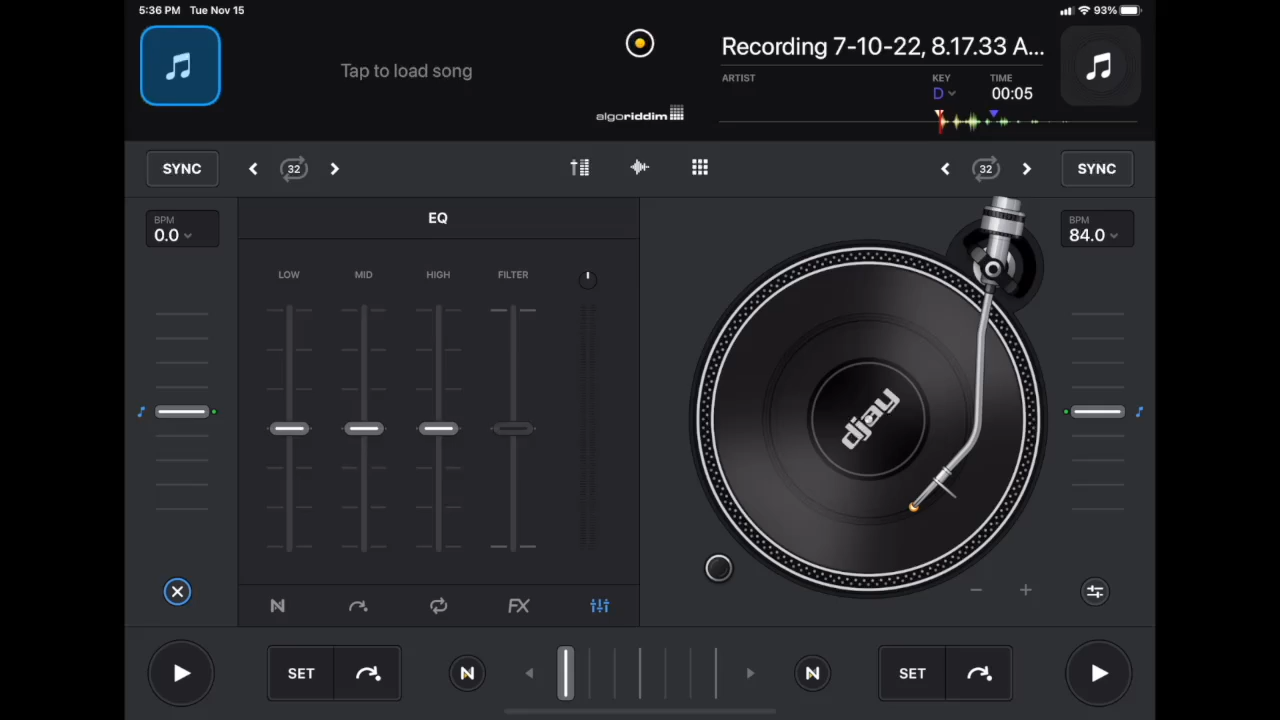 5:36 PM Tue Nov 15
93%
Tap to load song
algoriddim
Recording 7-10-22, 8.17.33 A...
ARTIST
KEY
D
TIME
00:05
SYNC
32
32
SYNC
BPM
0.0
EQ
BPM
84.0
LOW MID HIGH FILTER
djay
FX
SET
N
N
SET